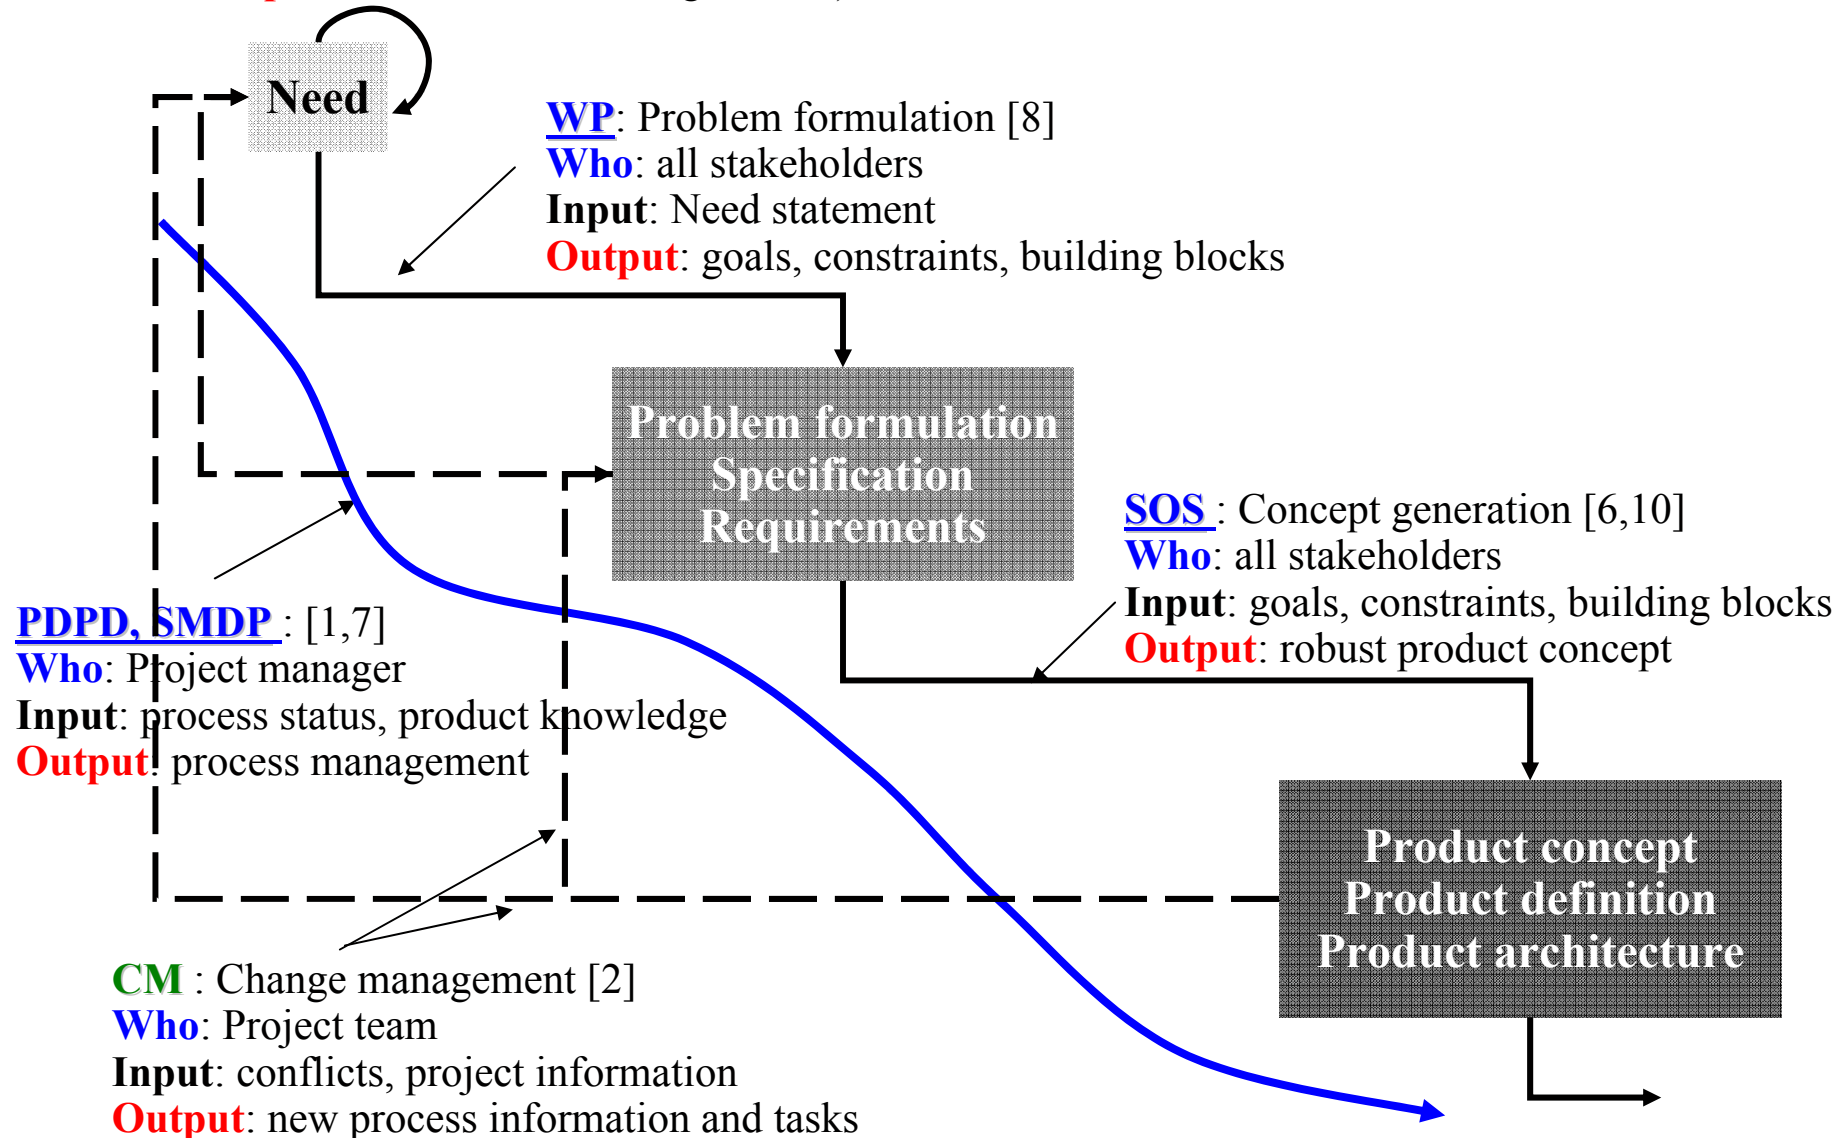 Need
WP: Problem formulation [8]
Who: all stakeholders
Input: Need statement
Output: goals, constraints, building blocks
Problem formulation
Specification
Requirements
SOS : Concept generation [6,10]
Who: all stakeholders
Input: goals, constraints, building blocks
Output: robust product concept
PDPD, SMDP : [1,7]
Who: Project manager
Input: process status, product knowledge
Output: process management
Product concept
Product definition
Product architecture
CM : Change management [2]
Who: Project team
Input: conflicts, project information
Output: new process information and tasks